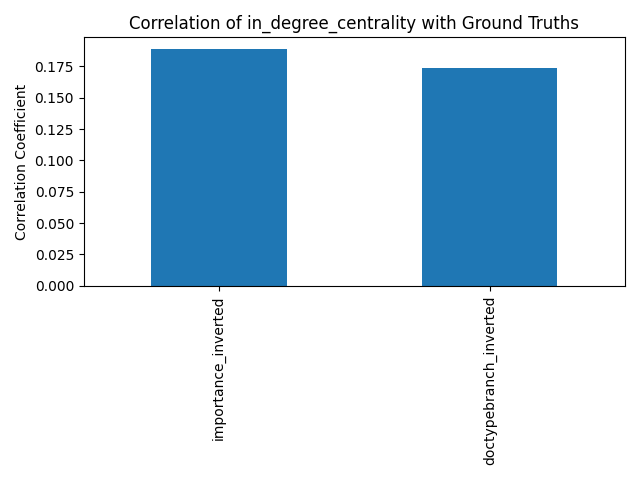 Correlation of in_degree_centrality with Ground Truths
Correlation Coefficient
0.175
0.150
0.125
0.100
0.075
0.050
0.025
0.000
importance_inverted
doctypebranch_inverted